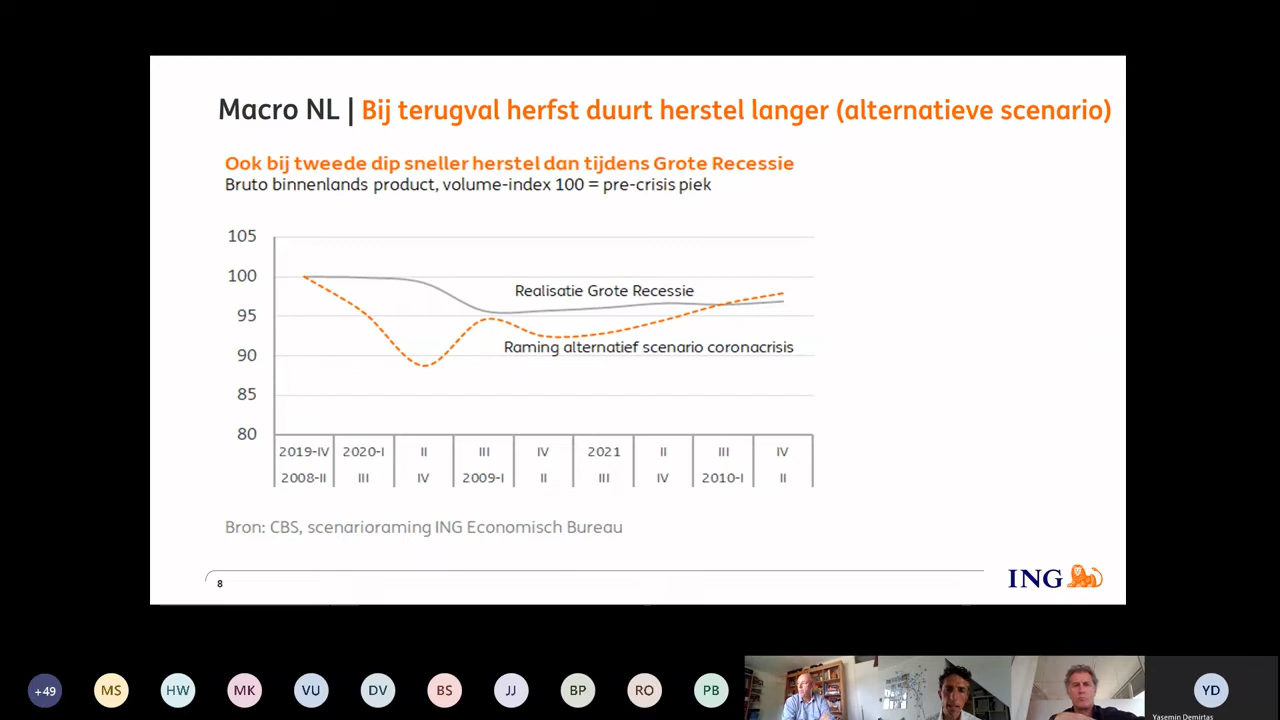 Macro NL | Bij terugval herfst duurt herstel langer (alternatieve scenario)
Ook bij tweede dip sneller herstel dan tijdens Grote Recessie
Bruto binnenlands product, volume-index 100 = pre-crisis piek
105
100
95
90
85
80
Realisatie Grote Recessie
Raming alternatief scenario coronacrisis
2019-IV 2020-I II III IV 2021 II III IV
2008-II III IV 2009-I II III IV 2010-I II
Bron: CBS, scenarioraming ING Economisch Bureau
8
ING
+49 MS HW MK VU DV BS JJ BP RO PB YD
Yasemin Demirtas